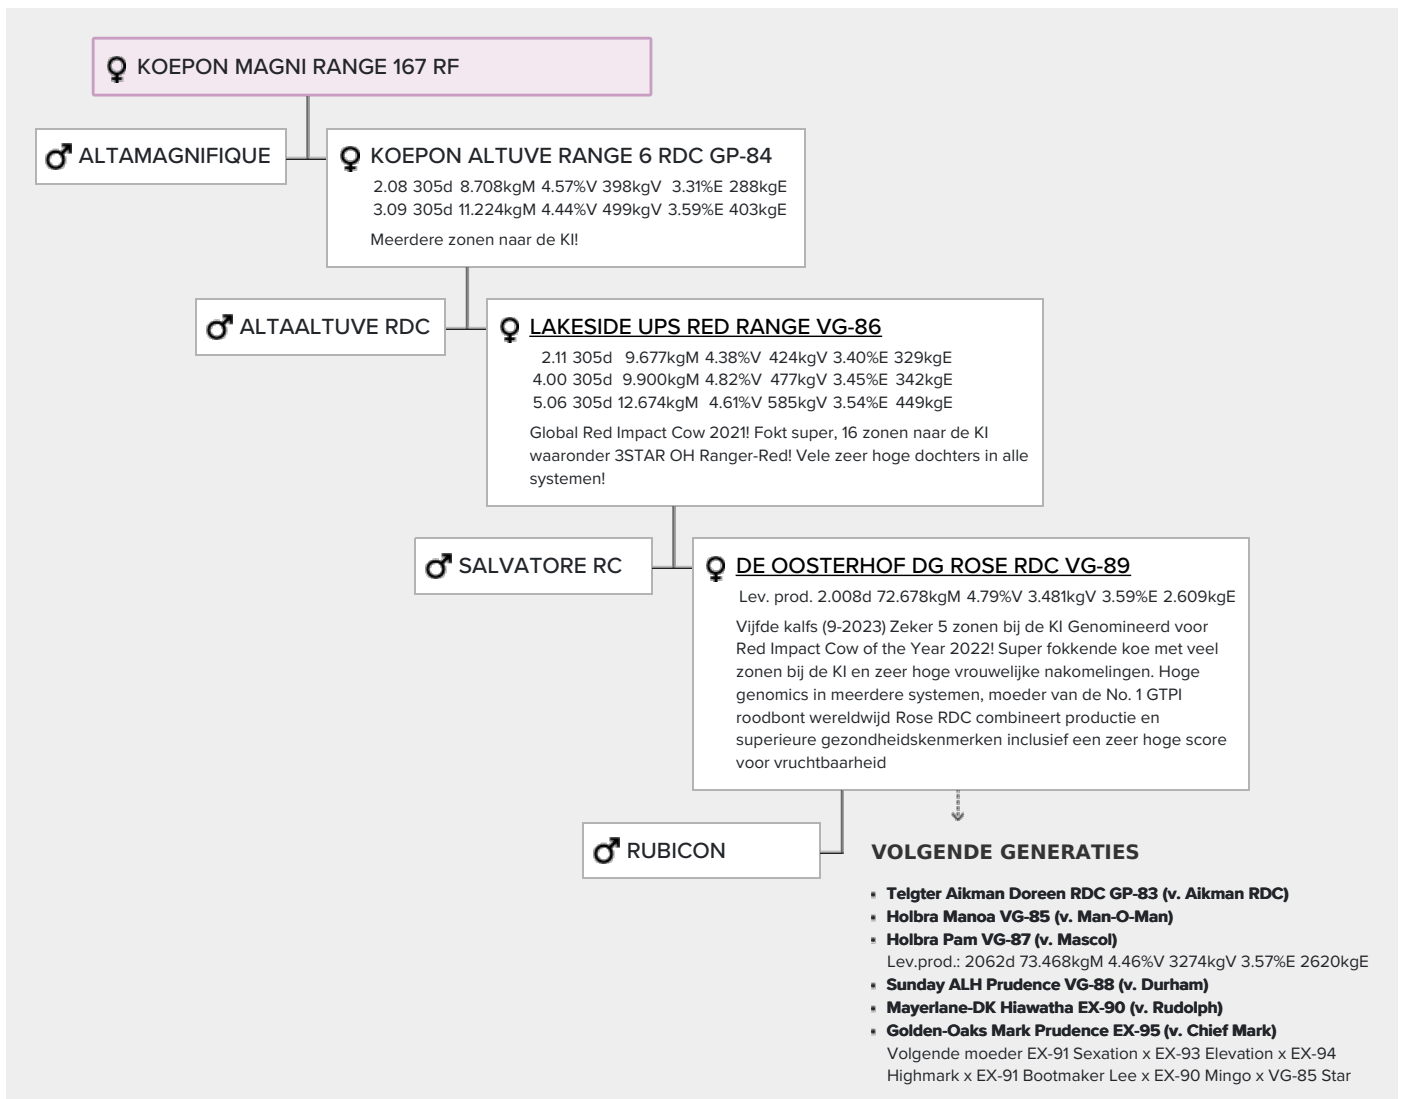 KOEPON MAGNI RANGE 167 RF
ALTAMAGNIFIQUE
KOEPON ALTUVE RANGE 6 RDC GP-84
2.08 305d 8.708kgM 4.57%V 398kgV 3.31%E 288kgE
3.09 305d 11.224kgM 4.44%V 499kgV 3.59%E 403kgE
Meerdere zonen naar de KI!
ALTAALTUVE RDC
LAKESIDE UPS RED RANGE VG-86
2.11 305d 9.677kgM 4.38%V 424kgV 3.40%E 329kgE
4.00 305d 9.900kgM 4.82%V 477kgV 3.45%E 342kgE
5.06 305d 12.674kgM 4.61%V 585kgV 3.54%E 449kgE
Global Red Impact Cow 2021! Fokt super, 16 zonen naar de KI
waaronder 3STAR OH Ranger-Red! Vele zeer hoge dochters in alle
systemen!
SALVATORE RC
DE OOSTERHOF DG ROSE RDC VG-89
Lev. prod. 2.008d 72.678kgM 4.79%V 3.481kgV 3.59%E 2.609kgE
Vijfde kalfs (9-2023) Zeker 5 zonen bij de KI Genomineerd voor
Red Impact Cow of the Year 2022! Super fokkende koe met veel
zonen bij de KI en zeer hoge vrouwelijke nakomelingen. Hoge
genomics in meerdere systemen, moeder van de No. 1 GTPI
roodbont wereldwijd Rose RDC combineert productie en
superieure gezondheidskenmerken inclusief een zeer hoge score
voor vruchtbaarheid
RUBICON
VOLGENDE GENERATIES
Telgter Aikman Doreen RDC GP-83 (v. Aikman RDC)
Holbra Manoa VG-85 (v. Man-O-Man)
Holbra Pam VG-87 (v. Mascol)
Lev.prod.: 2062d 73.468kgM 4.46%V 3274kgV 3.57%E 2620kgE
Sunday ALH Prudence VG-88 (v. Durham)
Mayerlane-DK Hiawatha EX-90 (v. Rudolph)
Golden-Oaks Mark Prudence EX-95 (v. Chief Mark)
Volgende moeder EX-91 Sexation x EX-93 Elevation x EX-94
Highmark x EX-91 Bootmaker Lee x EX-90 Mingo x VG-85 Star